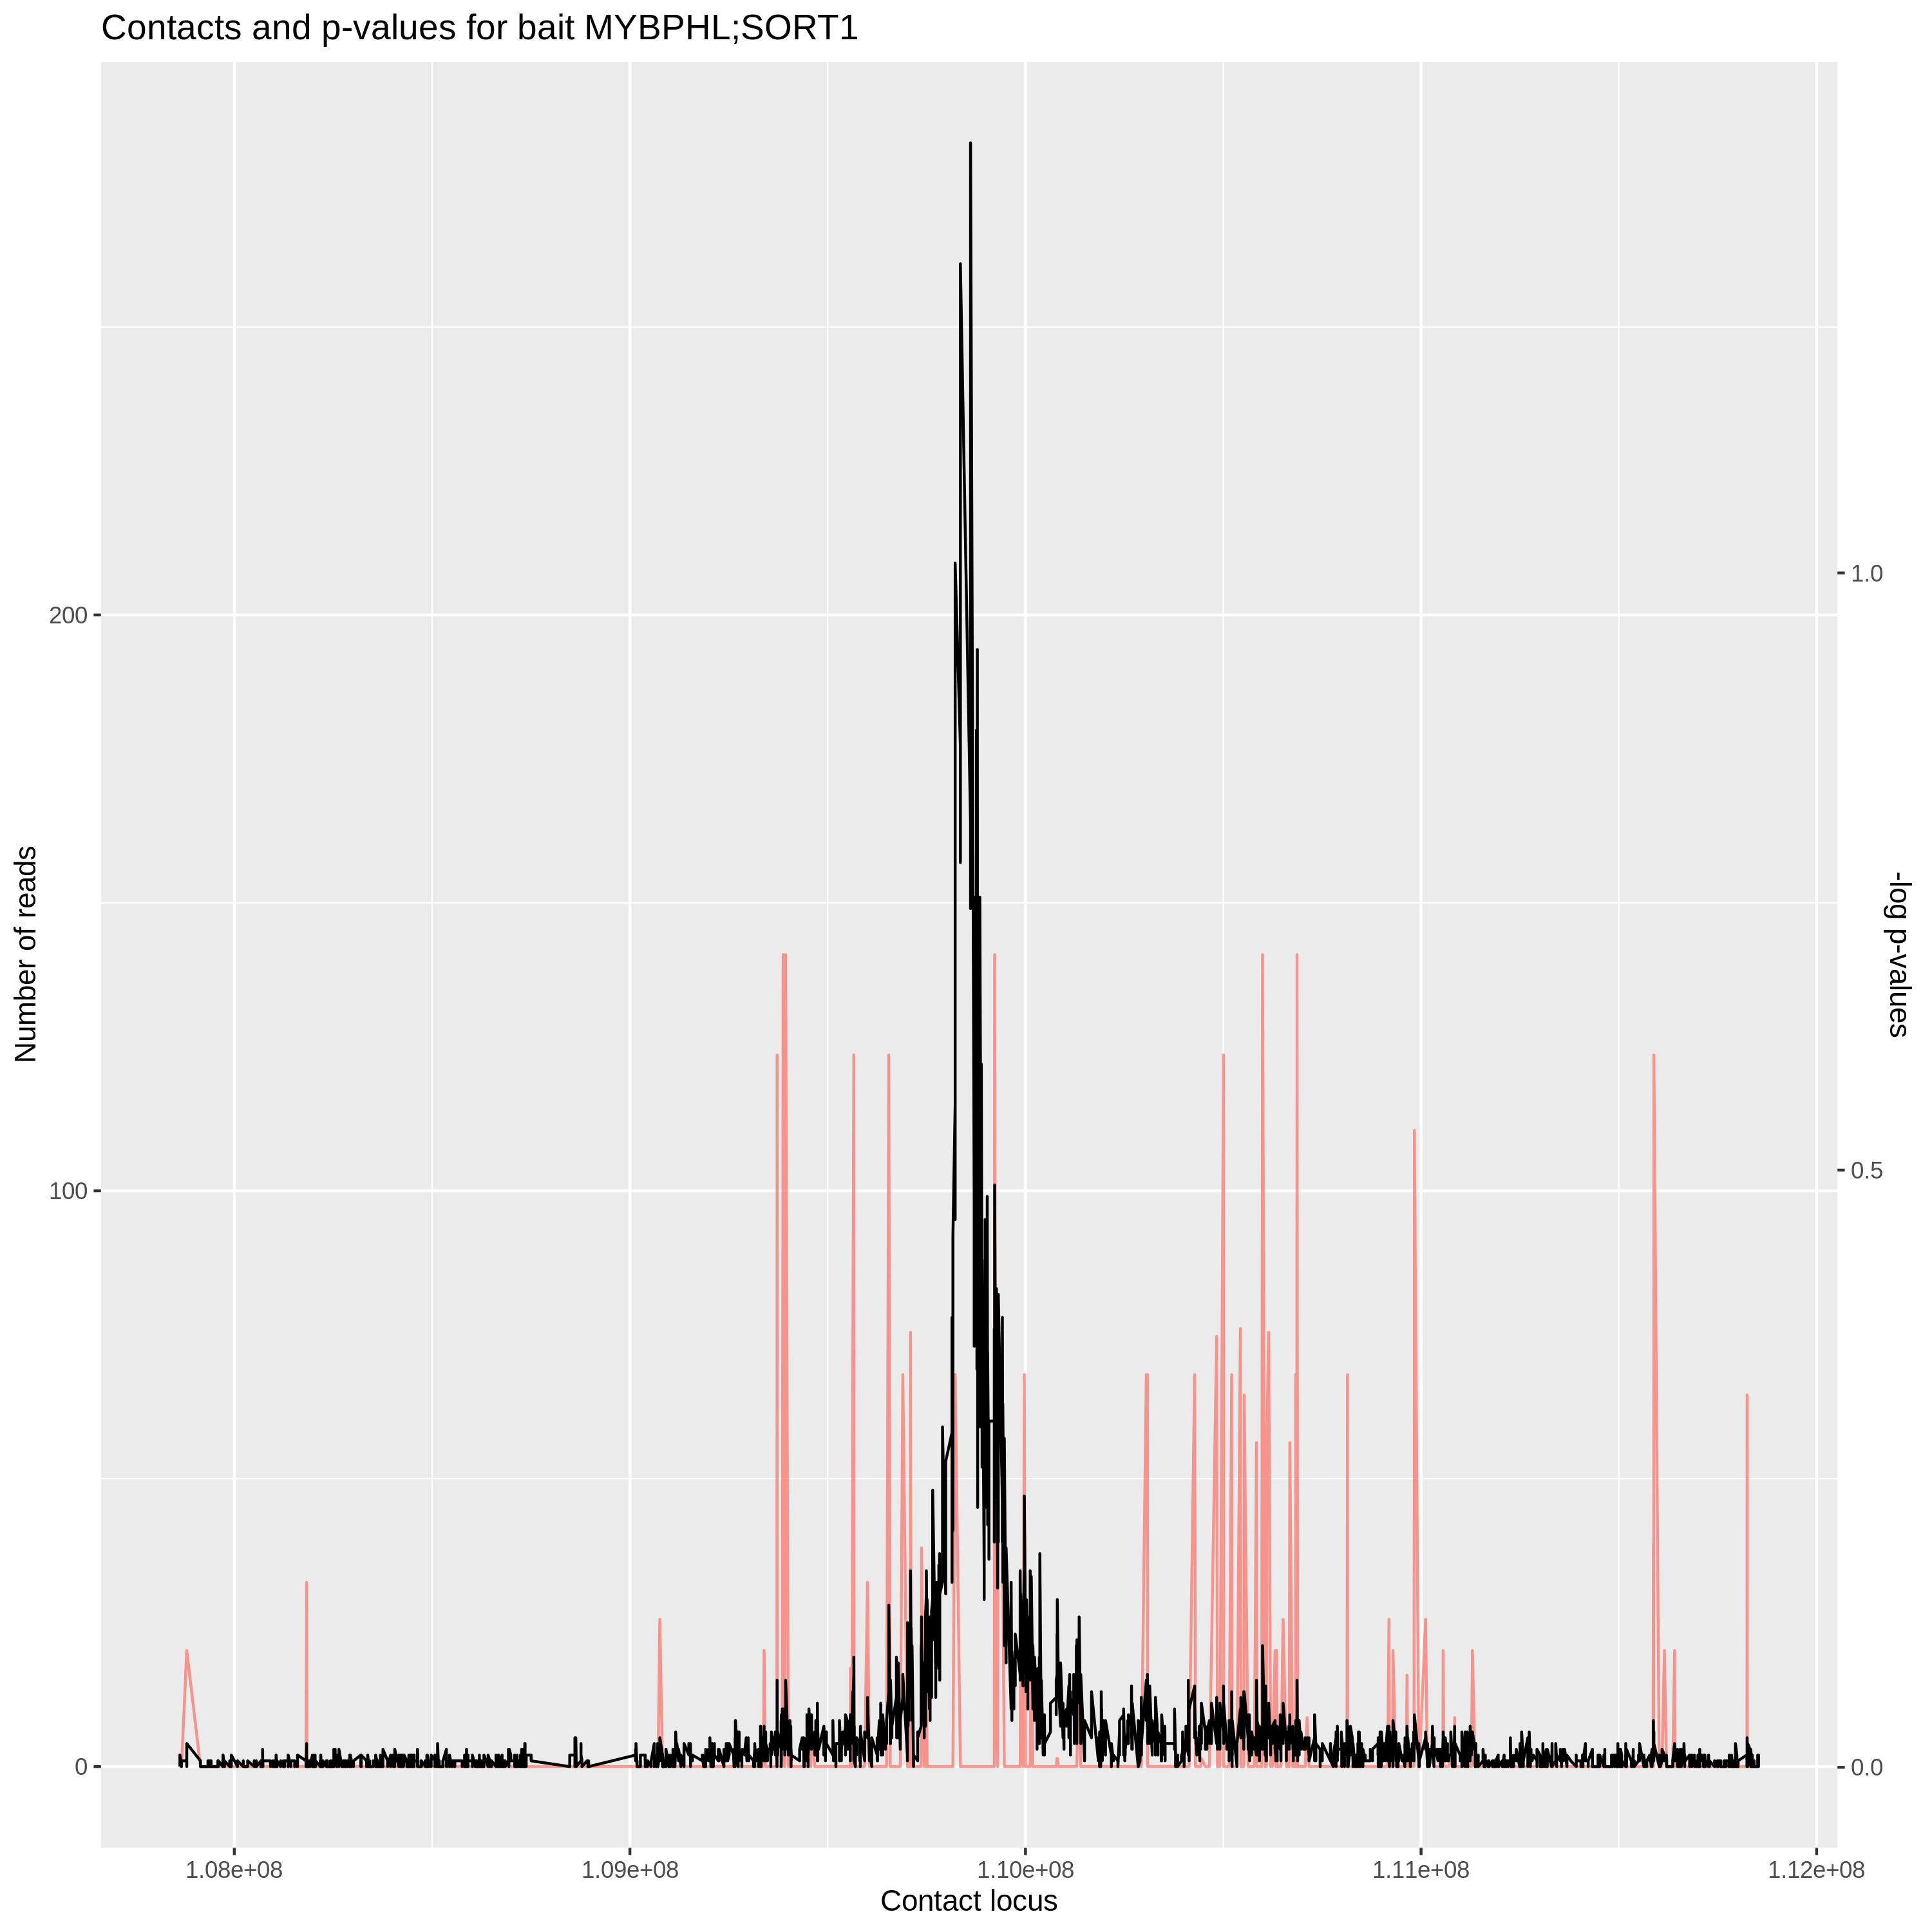 Contacts and p-values for bait MYBPHL;SORT1
Number of reads
200
100
0
1.0
0.5
0.0
-log p-values
1.08e+08
1.09e+08
1.10e+08
1.11e+08
1.12e+08
Contact locus